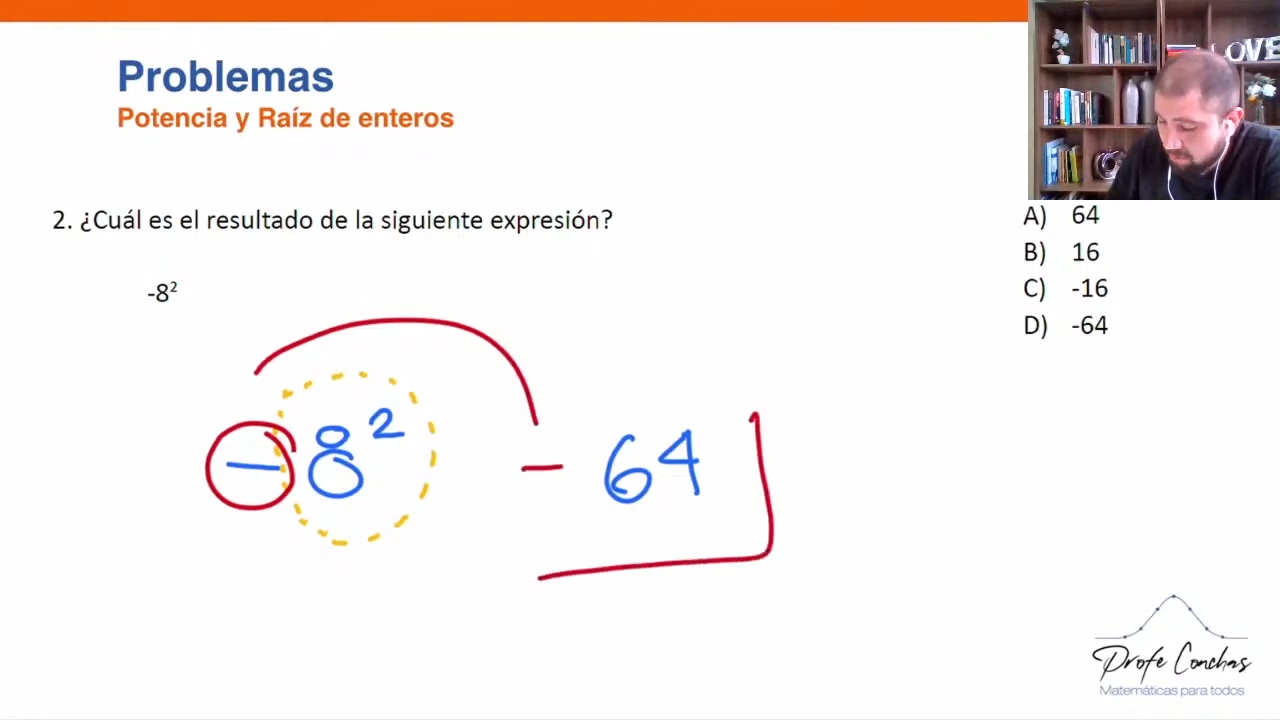 Problemas
Potencia y Raíz de enteros
LOVE
2. ¿Cuál es el resultado de la siguiente expresión?
A) 64
B) 16
C) -16
D) -64
-8²
-8² - 64
Profe Conchas
Matemáticas para todos